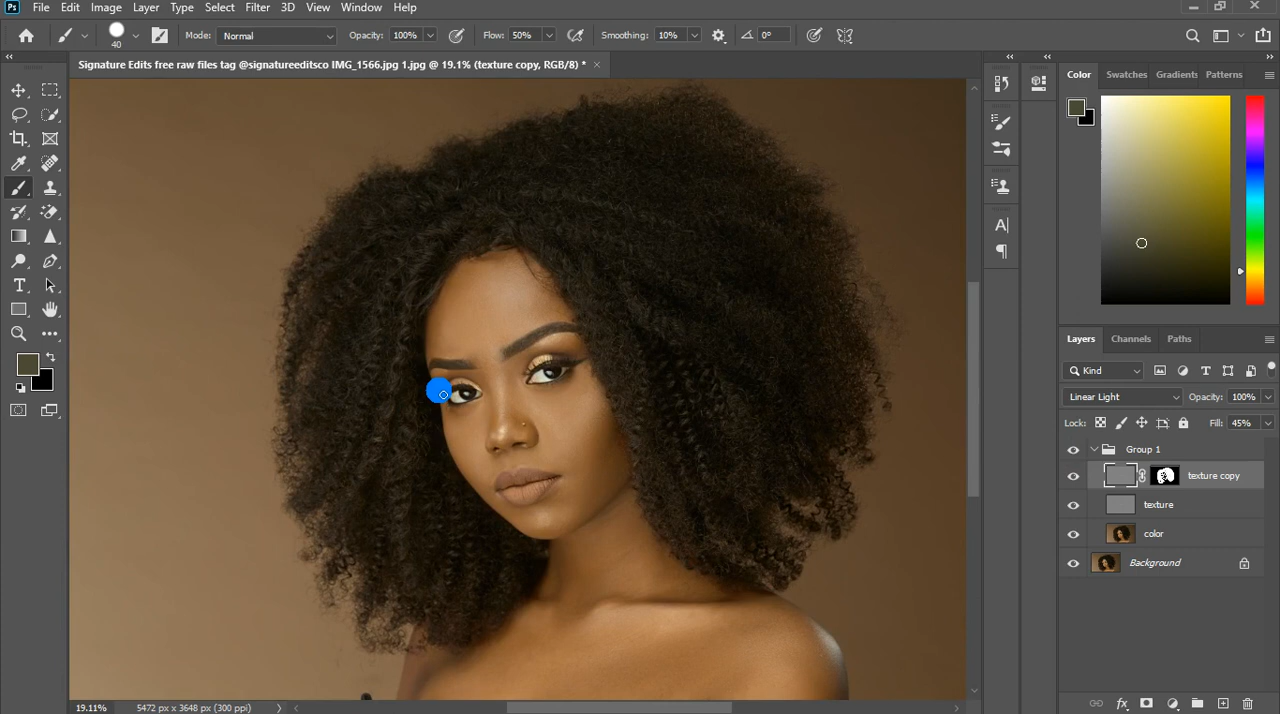 Ps File Edit Image Layer Type Select Filter 3D View Window Help
40 Mode: Normal Opacity: 100% Flow: 50% Smoothing: 10% 0°
Signature Edits free raw files tag @signatureeditsco IMG_1566.jpg 1.jpg @ 19.1% (texture copy, RGB/8) * ×
Color Swatches Gradients Patterns
Layers Channels Paths
Kind
Linear Light Opacity: 100%
Lock: Fill: 45%
Group 1
texture copy
texture
color
Background
19.11% 5472 px x 3648 px (300 ppi)